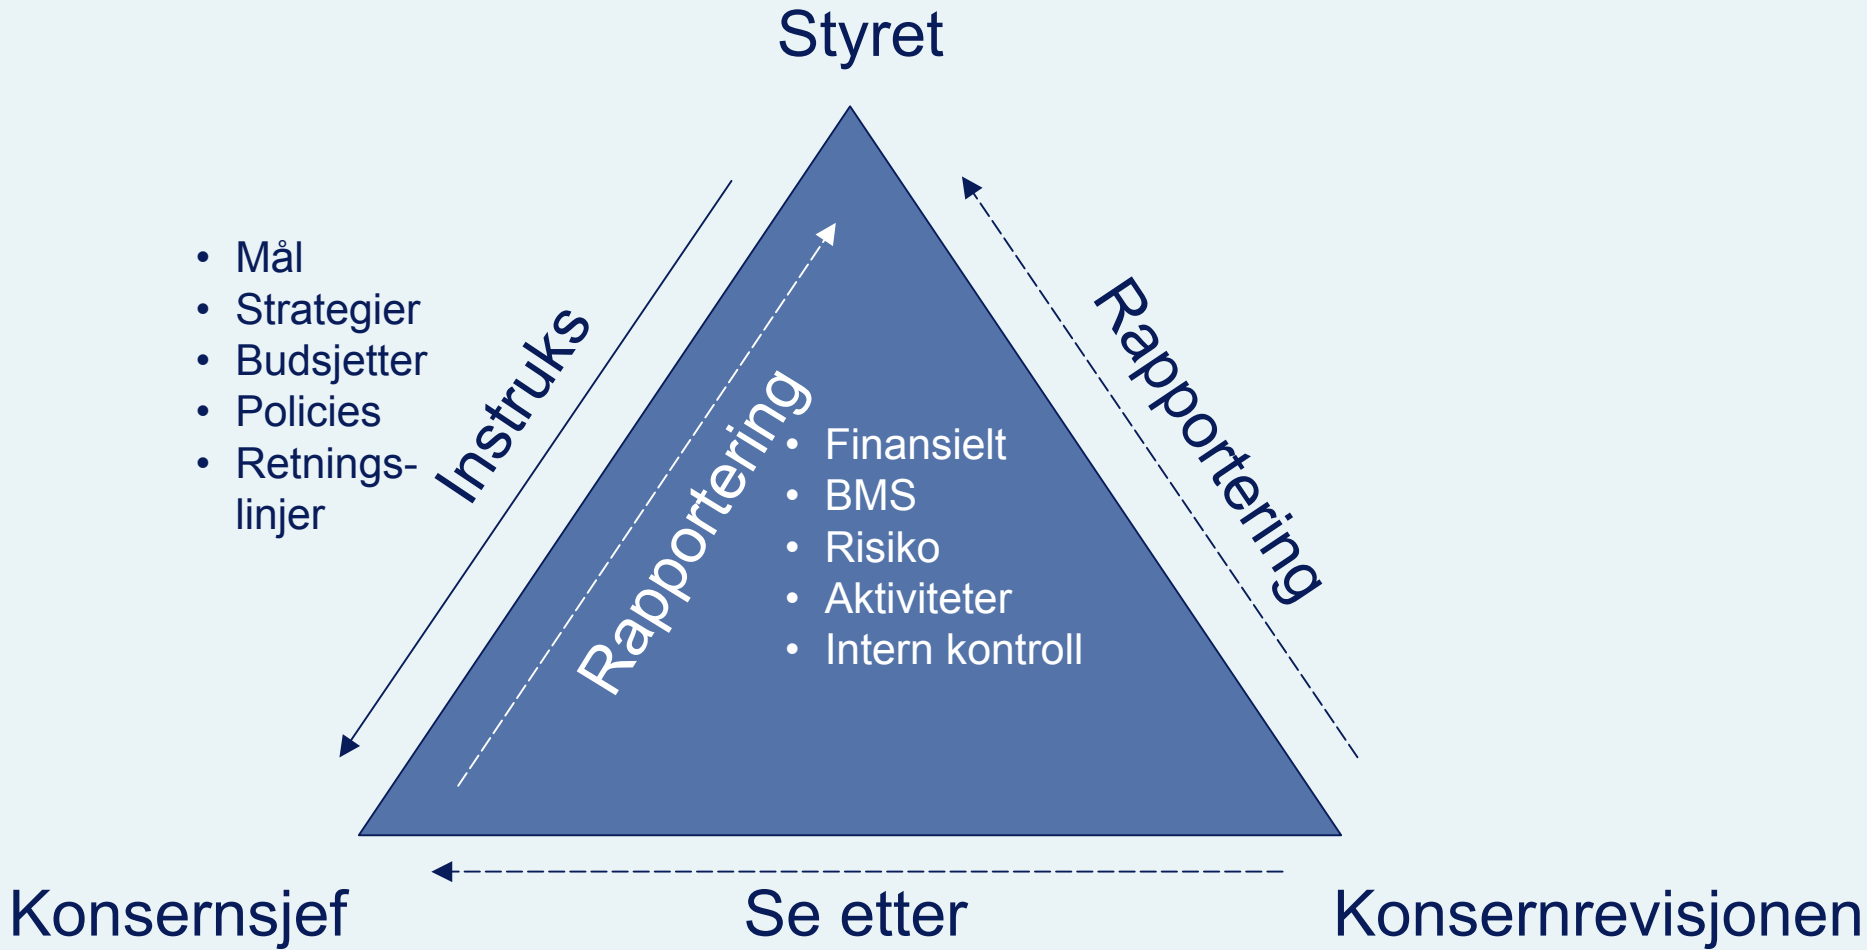 Styret
• Mål
• Strategier
• Budsjetter
• Policies
• Retnings-
linjer
Instruks
Rapportering
• Finansielt
• BMS
• Risiko
• Aktiviteter
• Intern kontroll
Rapportering
Konsernsjef
Se etter
Konsernrevisjonen